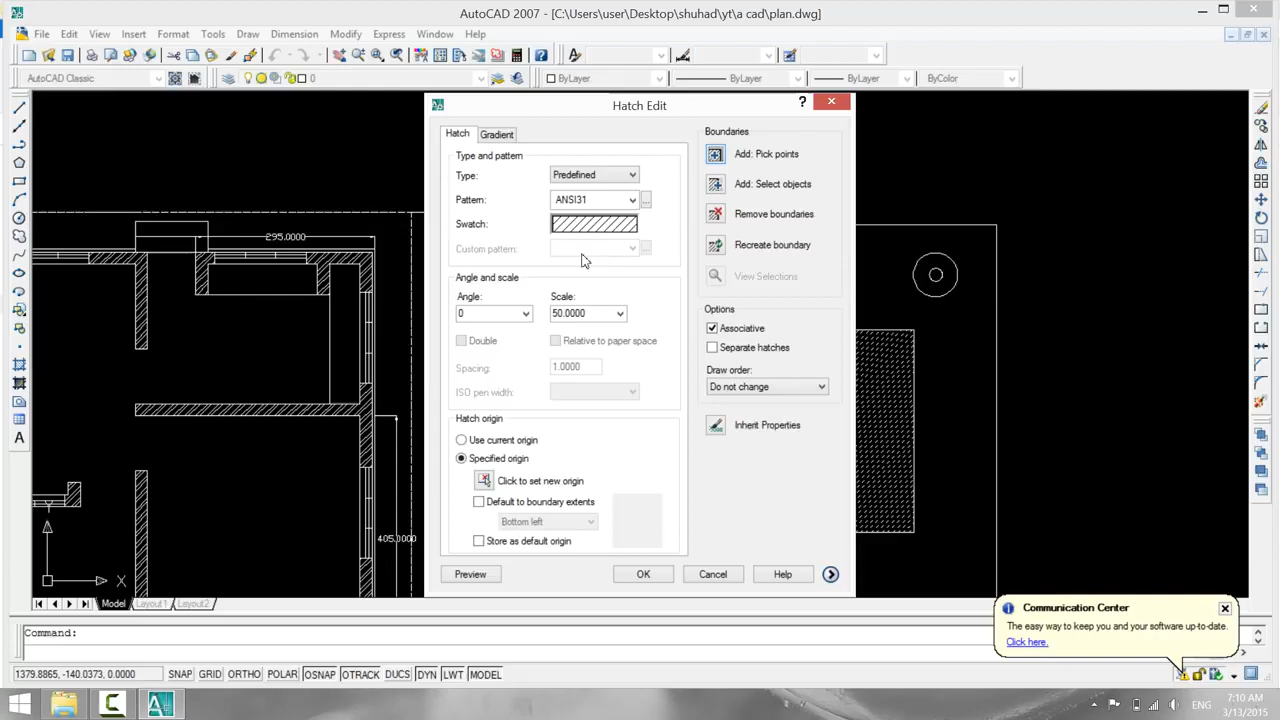 AutoCAD 2007 - [C:\Users\user\Desktop\shuhad\yt\a cad\plan.dwg]
File Edit View Insert Format Tools Draw Dimension Modify Express Window Help
AutoCAD Classic 0 ByLayer ByLayer ByLayer ByColor
Hatch Edit
Hatch Gradient
Boundaries
Type and pattern
Type: Predefined
Add: Pick points
Pattern: ANSI31
Add: Select objects
Swatch:
Remove boundaries
Custom pattern:
Recreate boundary
Angle and scale
View Selections
Angle: Scale:
0 50.0000
Options
Associative
Double Relative to paper space
Separate hatches
Spacing: 1.0000
Draw order:
ISO pen width:
Do not change
Hatch origin
Inherit Properties
Use current origin
Specified origin
Click to set new origin
Default to boundary extents
Bottom left
Store as default origin
Preview OK Cancel Help
295.0000
405.0000
Y
X
Model Layout1 Layout2
Communication Center
The easy way to keep you and your software up-to-date.
Click here.
Command:
1379.8865, -140.0373, 0.0000 SNAP GRID ORTHO POLAR OSNAP OTRACK DUCS DYN LWT MODEL
ENG
7:10 AM
3/13/2015